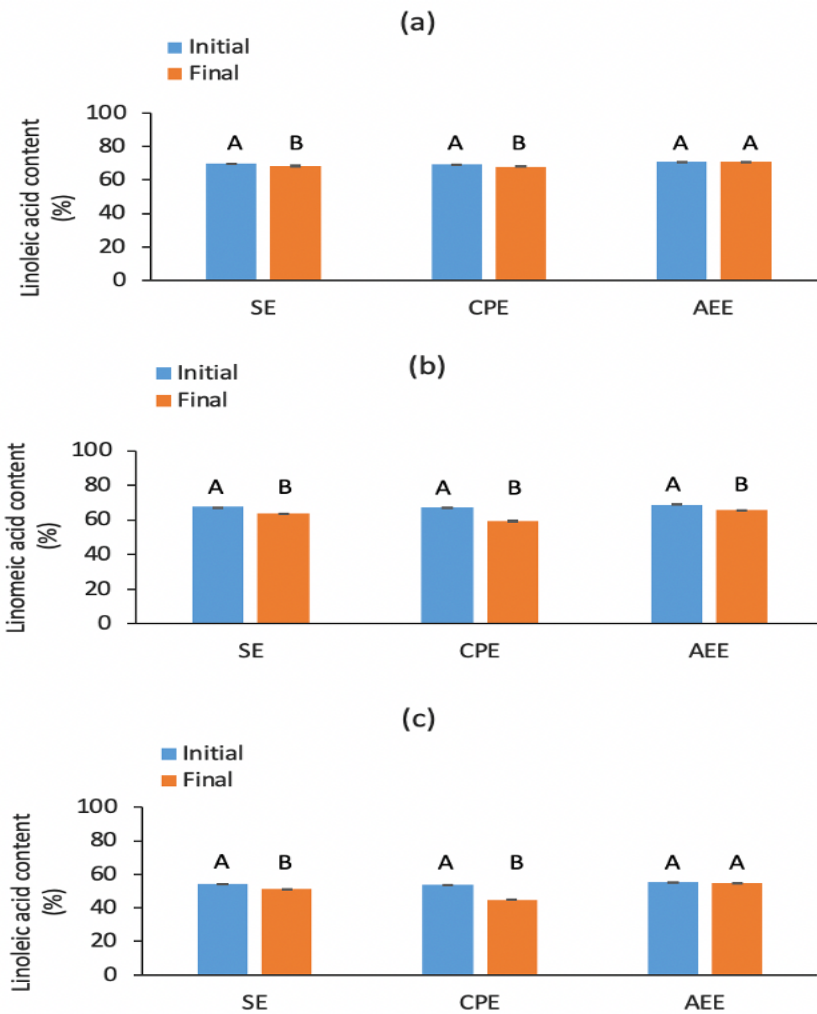 (a)
Initial
Final
Linoleic acid content
(%)
100
80
60
40
20
0
A B A B A A
SE CPE AEE
(b)
Initial
Final
Linomeic acid content
(%)
100
80
60
40
20
0
A B A B A B
SE CPE AEE
(c)
Initial
Final
Linoleic acid content
(%)
100
80
60
40
20
0
A B A B A A
SE CPE AEE